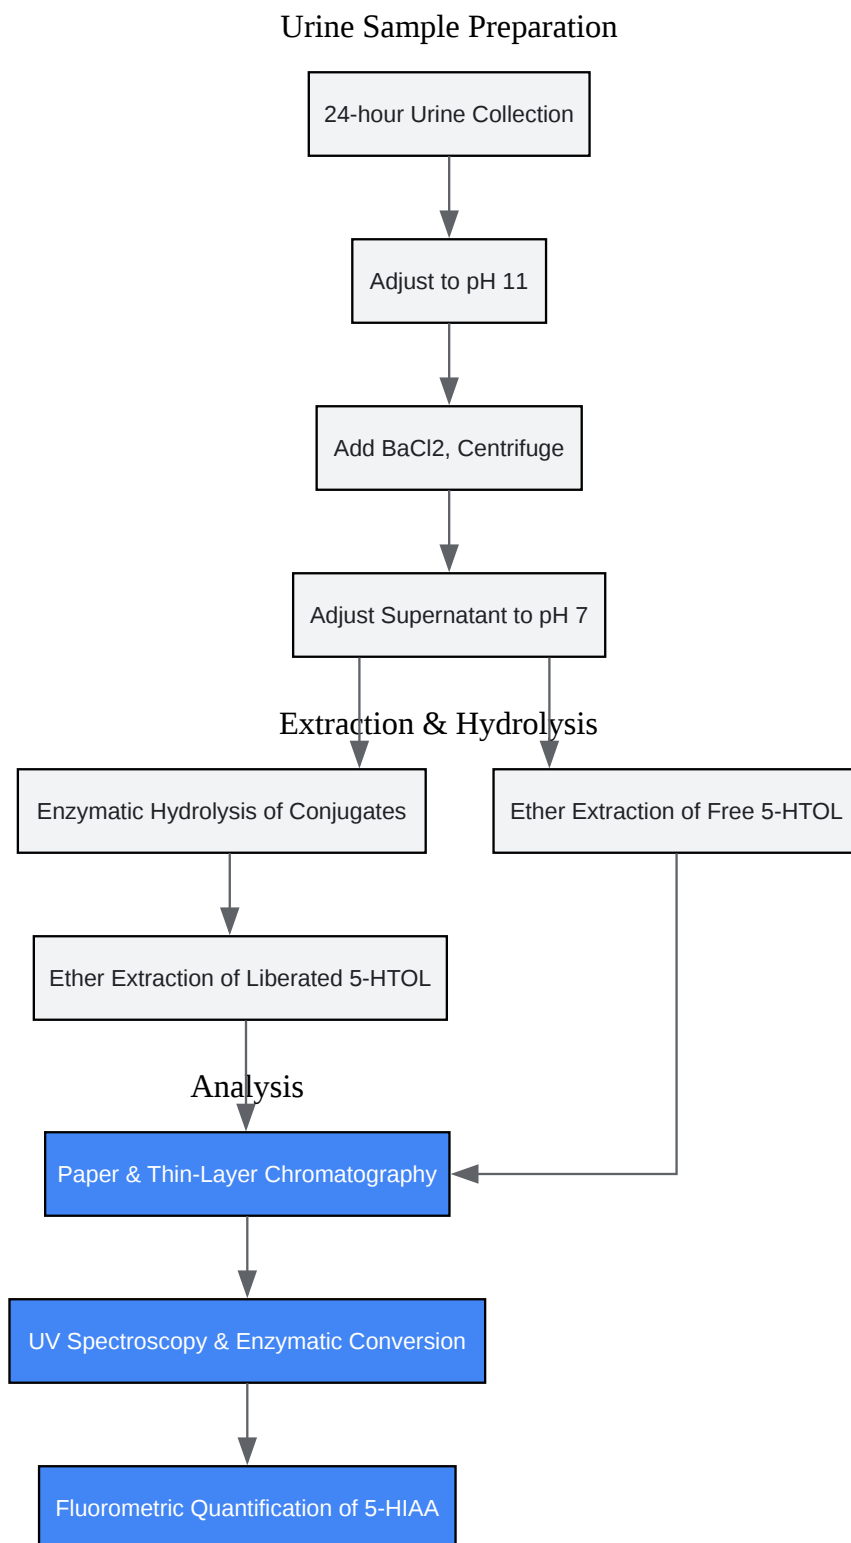 Urine Sample Preparation
24-hour Urine Collection
Adjust to pH 11
Add BaCl2, Centrifuge
Adjust Supernatant to pH 7
Extraction & Hydrolysis
Enzymatic Hydrolysis of Conjugates
Ether Extraction of Free 5-HTOL
Ether Extraction of Liberated 5-HTOL
Analysis
Paper & Thin-Layer Chromatography
UV Spectroscopy & Enzymatic Conversion
Fluorometric Quantification of 5-HIAA